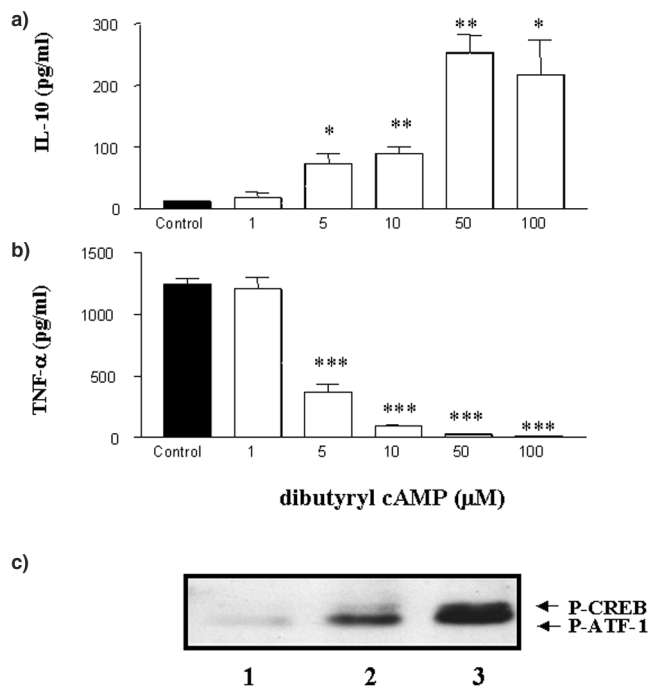 a)
IL-10 (pg/ml)
300
200
100
0
*
**
**
*
Control 1 5 10 50 100
b)
TNF-α (pg/ml)
1500
1000
500
0
***
***
***
***
Control 1 5 10 50 100
dibutyryl cAMP (µM)
c)
P-CREB
P-ATF-1
1 2 3